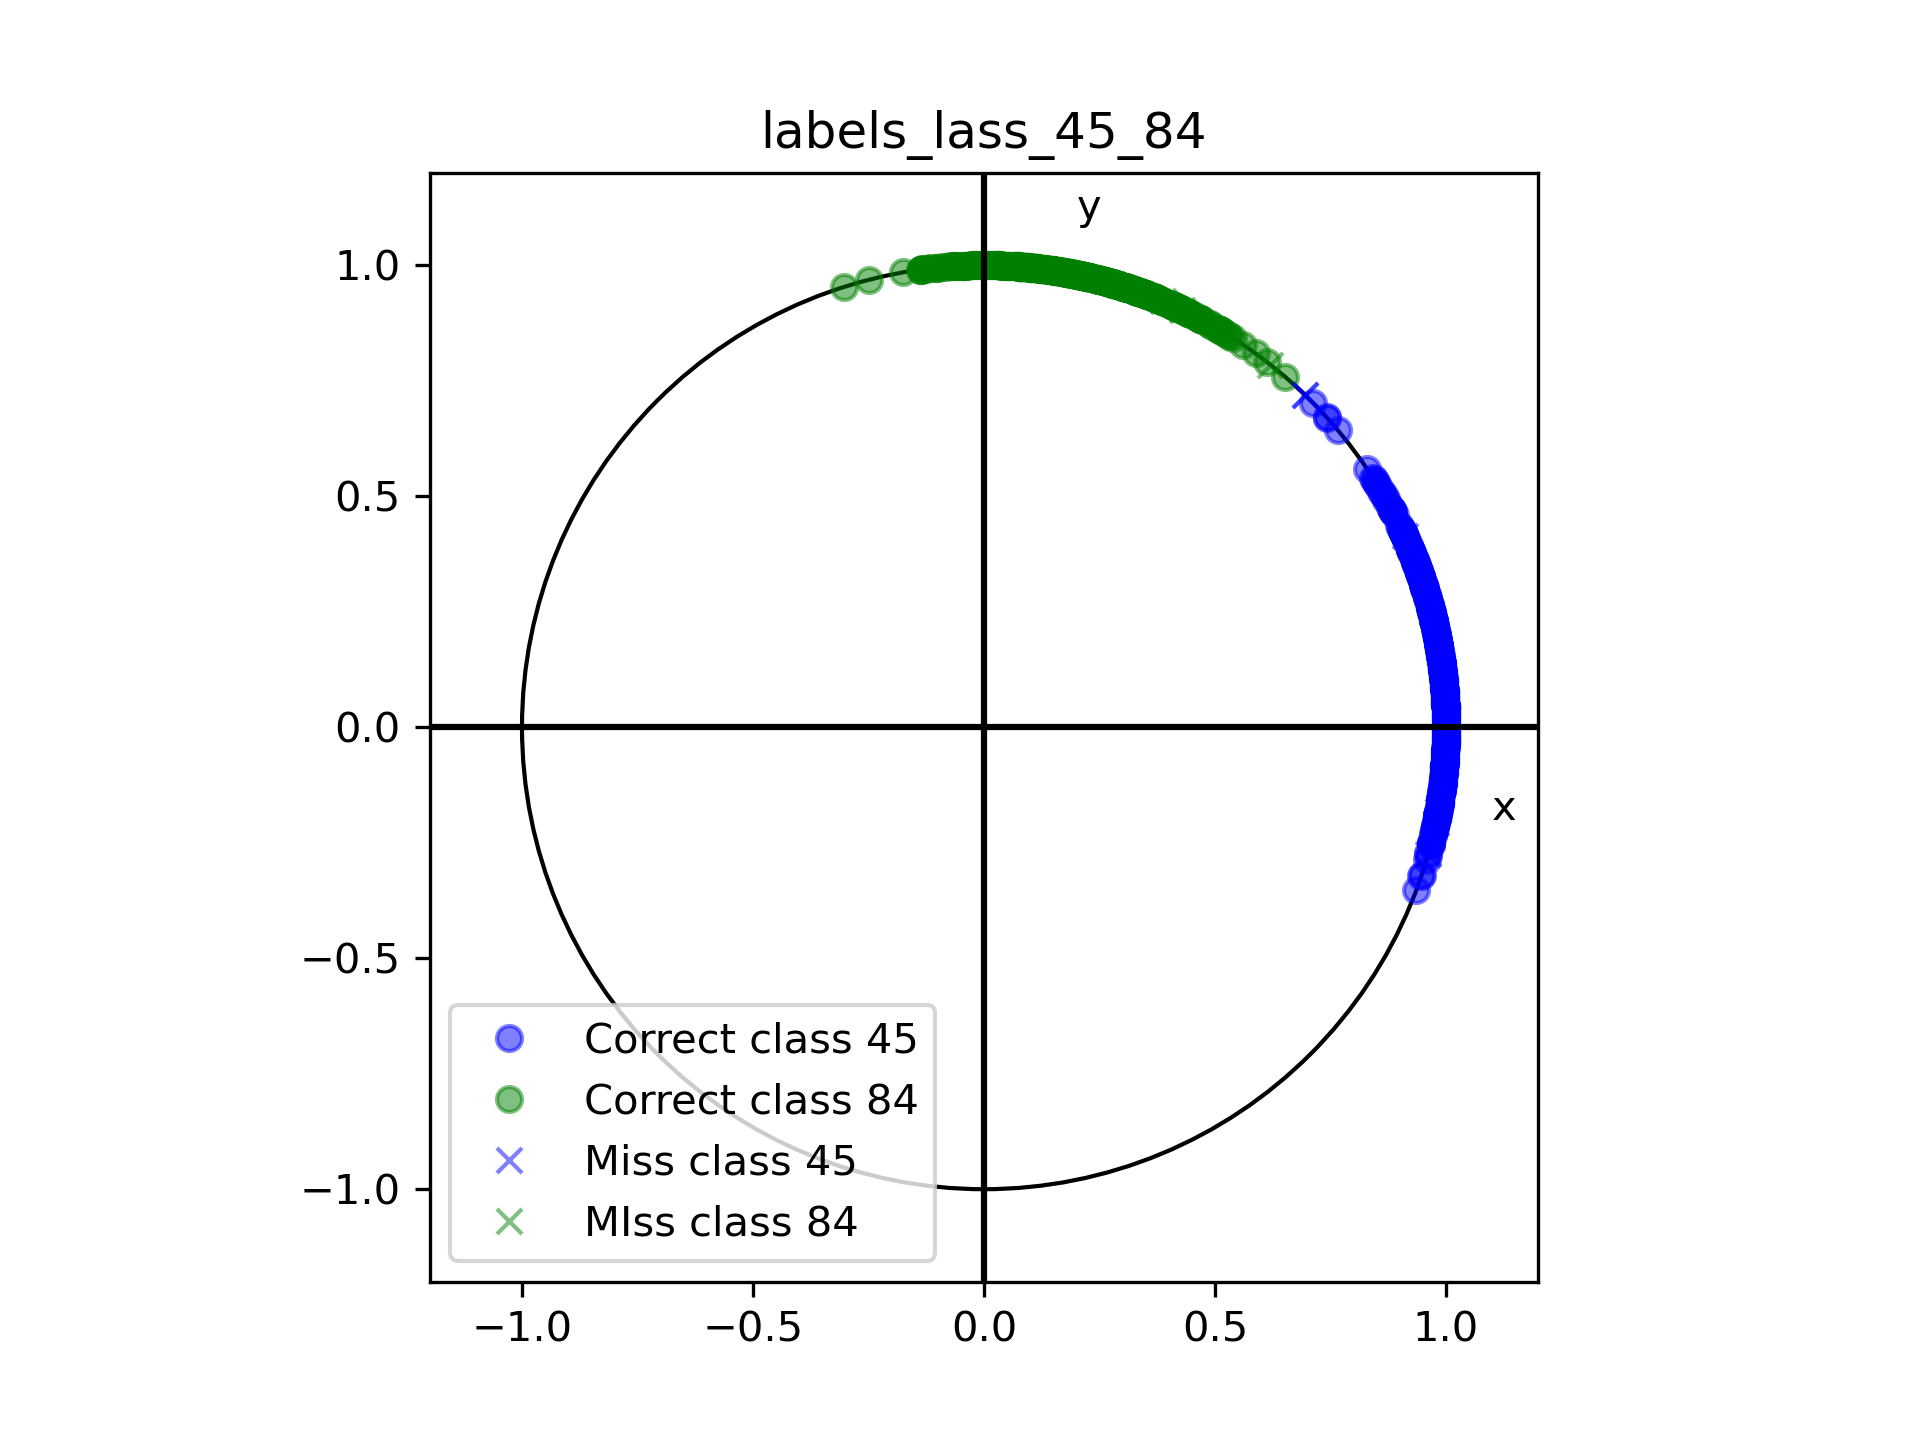 labels_lass_45_84
y
1.0
0.5
0.0
x
−0.5
−1.0
Correct class 45
Correct class 84
Miss class 45
MIss class 84
−1.0 −0.5 0.0 0.5 1.0